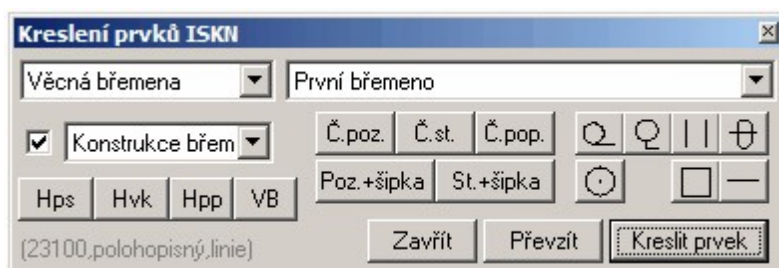 Kreslení prvků ISKN
Věcná břemena První břemeno
Konstrukce břem Č.poz. Č.st. Č.pop.
Poz.+šipka St.+šipka
Hps Hvk Hpp VB
(23100,polohopisný,linie) Zavřít Převzít Kreslit prvek